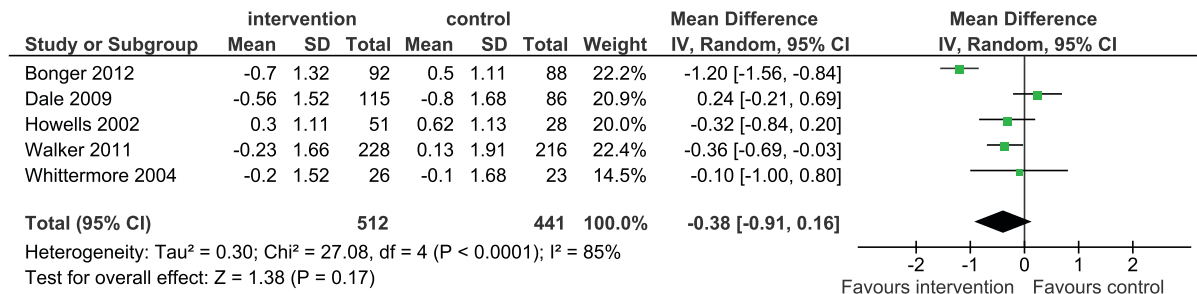 intervention control Mean Difference Mean Difference
Study or Subgroup Mean SD Total Mean SD Total Weight IV, Random, 95% CI IV, Random, 95% CI
Bonger 2012 -0.7 1.32 92 0.5 1.11 88 22.2% -1.20 [-1.56, -0.84]
Dale 2009 -0.56 1.52 115 -0.8 1.68 86 20.9% 0.24 [-0.21, 0.69]
Howells 2002 0.3 1.11 51 0.62 1.13 28 20.0% -0.32 [-0.84, 0.20]
Walker 2011 -0.23 1.66 228 0.13 1.91 216 22.4% -0.36 [-0.69, -0.03]
Whittermore 2004 -0.2 1.52 26 -0.1 1.68 23 14.5% -0.10 [-1.00, 0.80]
Total (95% CI) 512 441 100.0% -0.38 [-0.91, 0.16]
Heterogeneity: Tau² = 0.30; Chi² = 27.08, df = 4 (P < 0.0001); I² = 85%
Test for overall effect: Z = 1.38 (P = 0.17)
-2 -1 0 1 2
Favours intervention Favours control